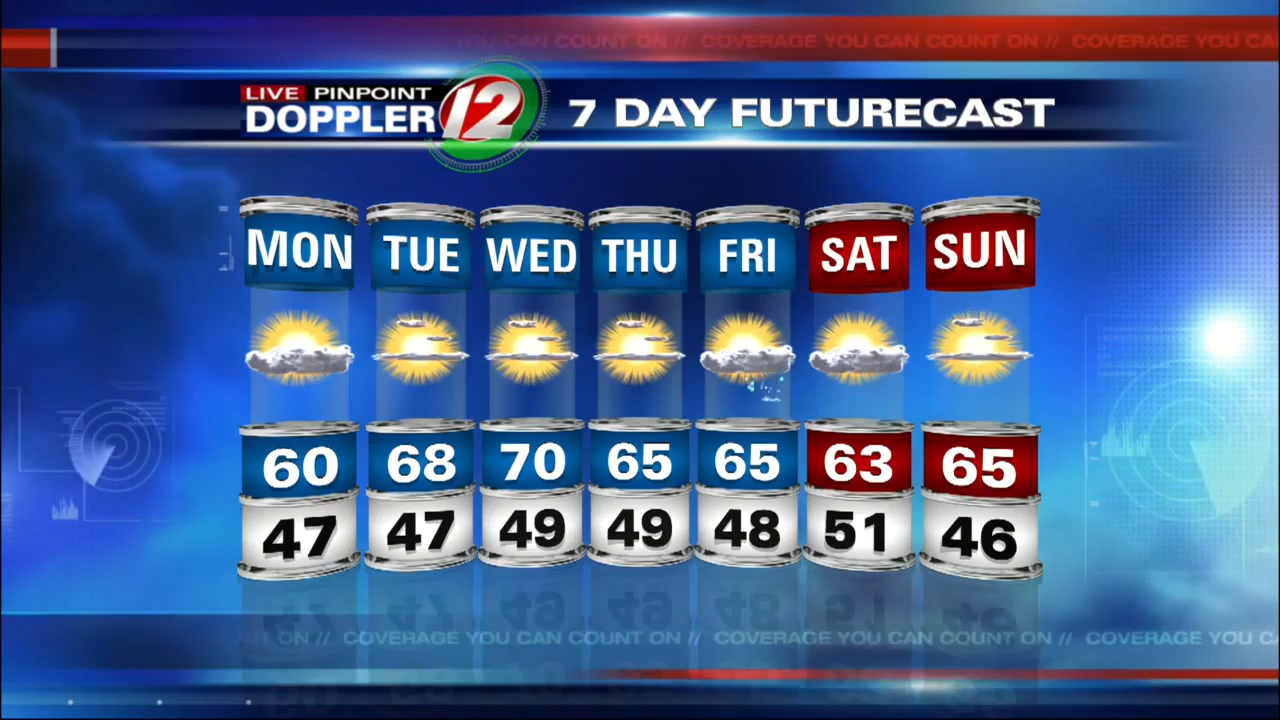 YOU CAN COUNT ON // COVERAGE YOU CAN COUNT ON // COVERAGE YOU CA
LIVE PINPOINT
DOPPLER 12
7 DAY FUTURECAST
MON TUE WED THU FRI SAT SUN
60 68 70 65 65 63 65
47 47 49 49 48 51 46
NT ON // COVERAGE YOU CAN COUNT ON // COVERAGE YOU CAN COUNT ON // COVERAGE YOU C